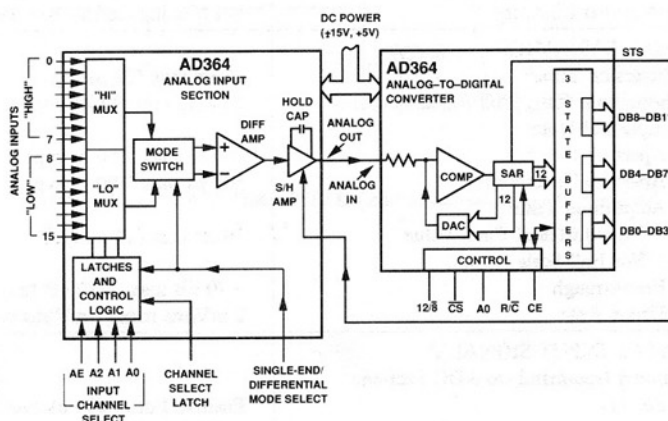 DC POWER
(±15V, +5V)
STS
AD364
ANALOG INPUT
SECTION
AD364
ANALOG–TO–DIGITAL
CONVERTER
ANALOG INPUTS
"HIGH"
"LOW"
0
7
8
15
"HI"
MUX
"LO"
MUX
MODE
SWITCH
DIFF
AMP
+
–
HOLD
CAP
S/H
AMP
ANALOG
OUT
ANALOG
IN
COMP
SAR
12
12
DAC
3
STATE
BUFFERS
DB8–DB1
DB4–DB7
DB0–DB3
CONTROL
12/8̅
C̅S̅
A0
R/C̅
CE
LATCHES
AND
CONTROL
LOGIC
AE A2 A1 A0
INPUT
CHANNEL
SELECT
CHANNEL
SELECT
LATCH
SINGLE-END/
DIFFERENTIAL
MODE SELECT